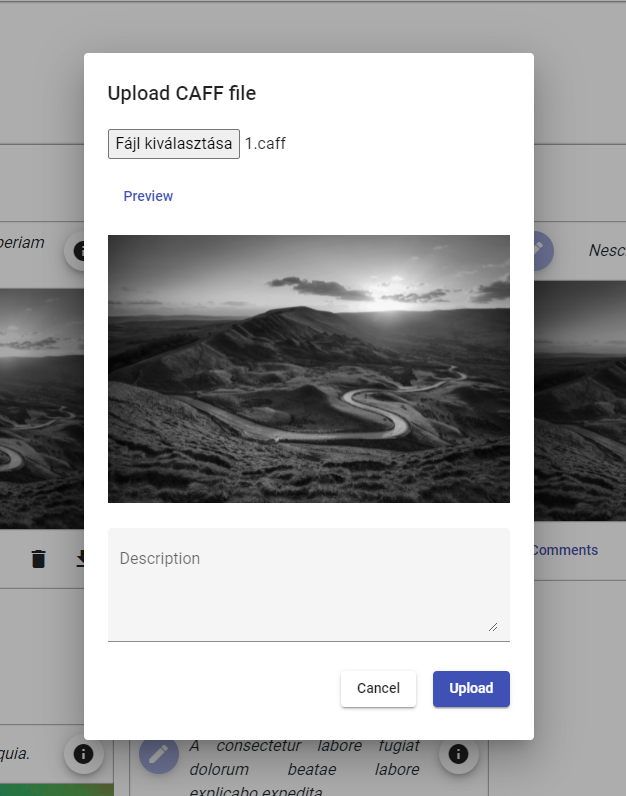 Upload CAFF file
Fájl kiválasztása 1.caff
Preview
periam
Nesc
Description
Comments
Cancel Upload
quia.
A consectetur labore fugiat
dolorum beatae labore
explicabo expedita